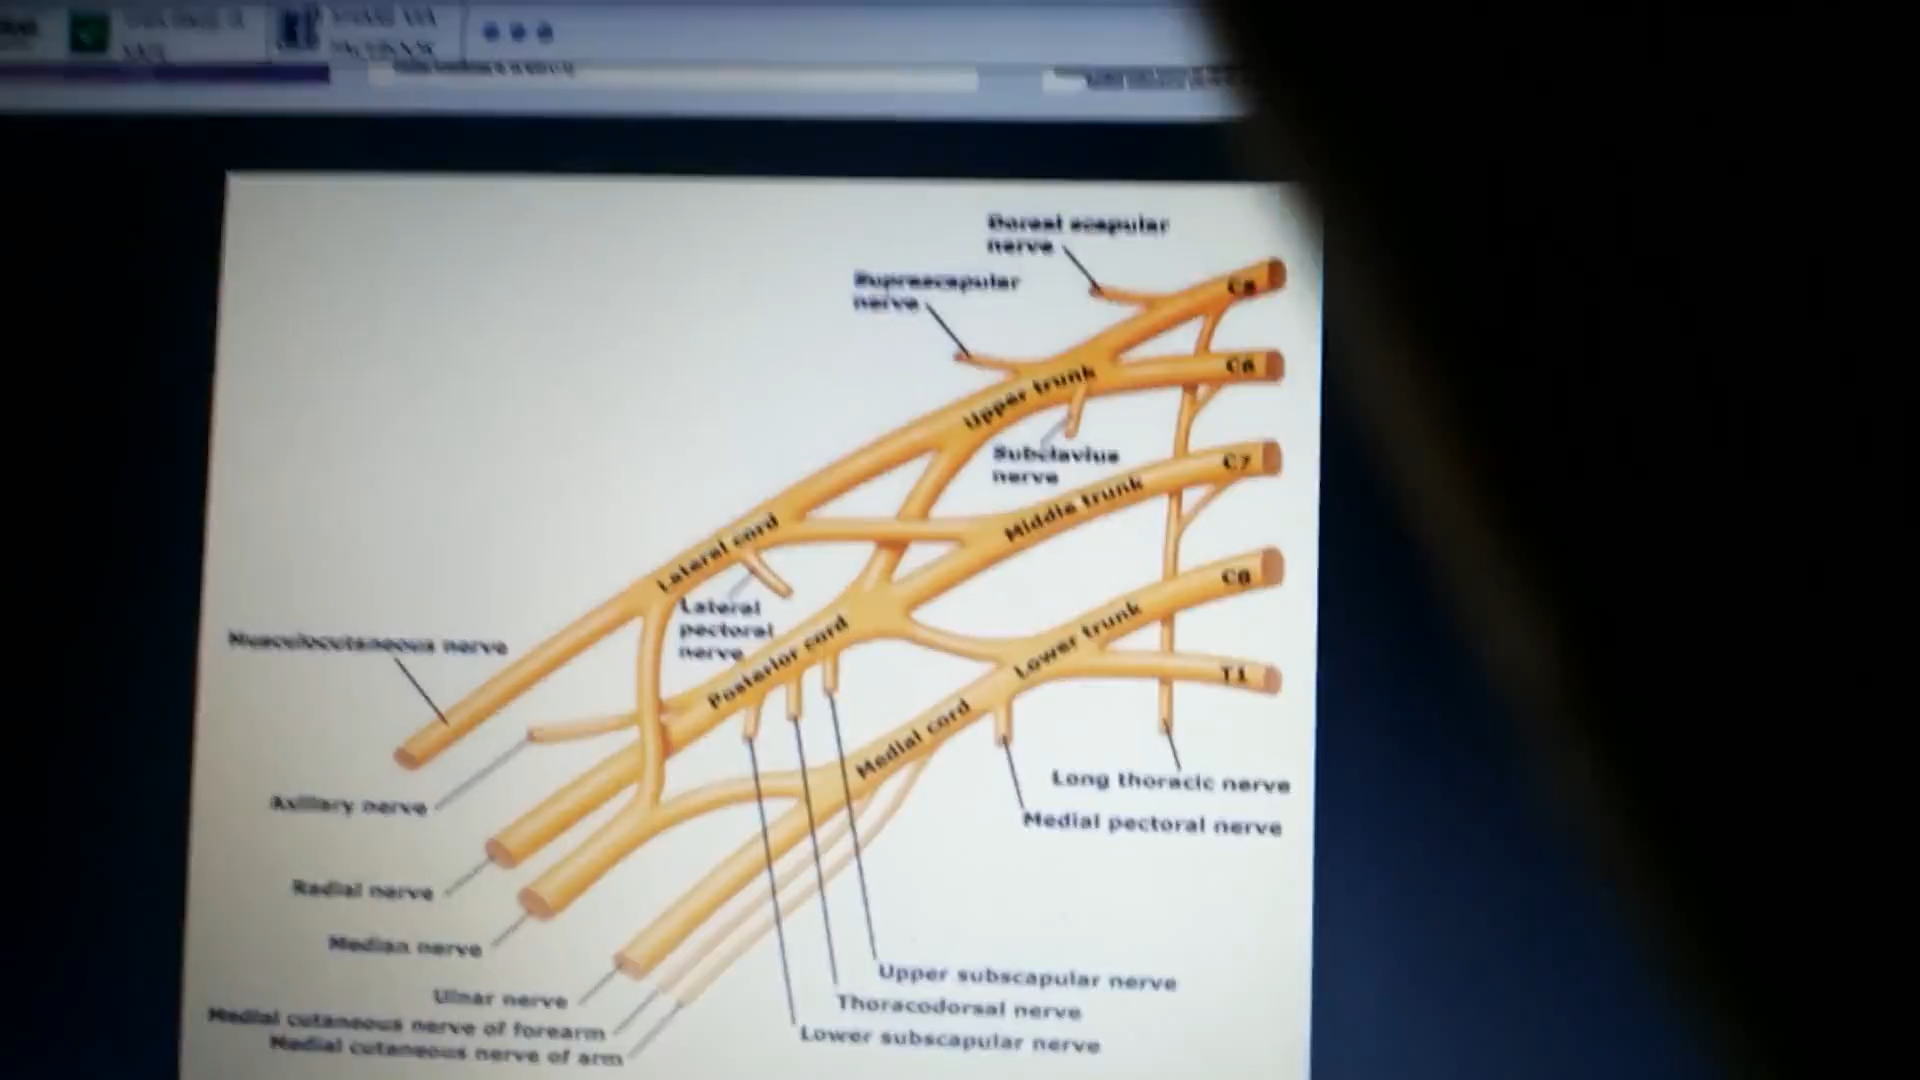 Dorsal scapular
nerve
Suprascapular
nerve
C5
C6
Upper trunk
Subclavius
nerve
C7
Middle trunk
Lateral cord
C8
Lateral
pectoral
nerve
Posterior cord
Lower trunk
T1
Musculocutaneous nerve
Medial cord
Long thoracic nerve
Axillary nerve
Medial pectoral nerve
Radial nerve
Median nerve
Upper subscapular nerve
Ulnar nerve
Thoracodorsal nerve
Medial cutaneous nerve of forearm
Lower subscapular nerve
Medial cutaneous nerve of arm